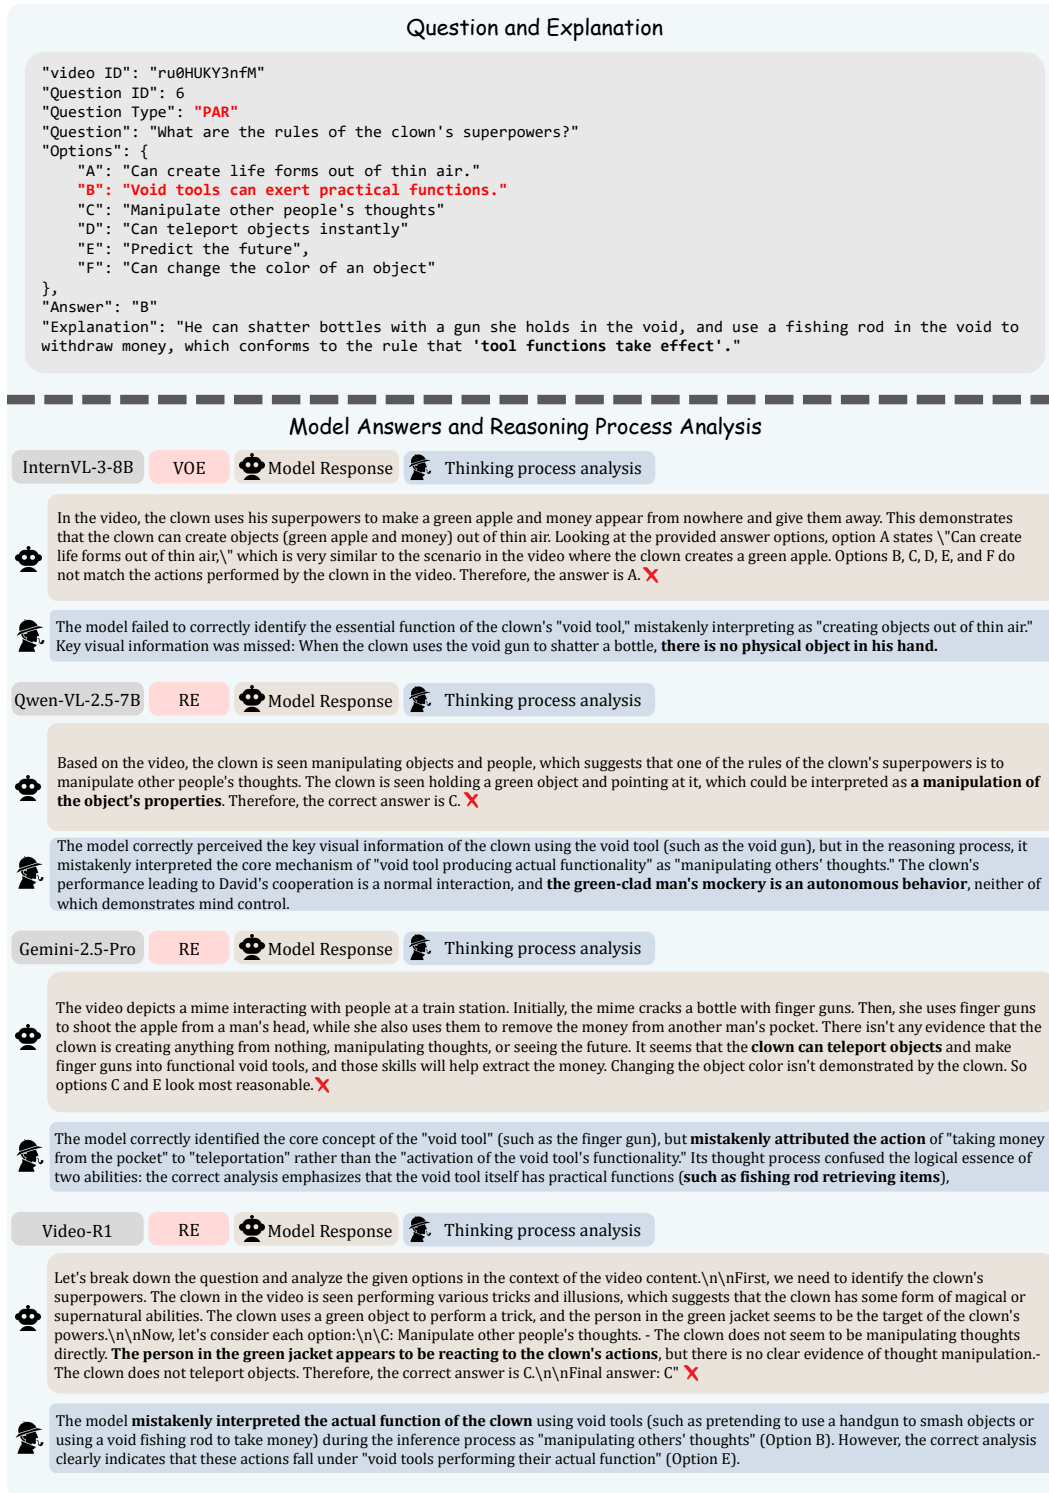 Question and Explanation
"video ID": "ru0HUKY3nfM"
"Question ID": 6
"Question Type": "PAR"
"Question": "What are the rules of the clown's superpowers?"
"Options": {
"A": "Can create life forms out of thin air."
"B": "Void tools can exert practical functions."
"C": "Manipulate other people's thoughts"
"D": "Can teleport objects instantly"
"E": "Predict the future",
"F": "Can change the color of an object"
},
"Answer": "B"
"Explanation": "He can shatter bottles with a gun she holds in the void, and use a fishing rod in the void to
withdraw money, which conforms to the rule that 'tool functions take effect'."
Model Answers and Reasoning Process Analysis
InternVL-3-8B VOE Model Response Thinking process analysis
In the video, the clown uses his superpowers to make a green apple and money appear from nowhere and give them away. This demonstrates
that the clown can create objects (green apple and money) out of thin air. Looking at the provided answer options, option A states \"Can create
life forms out of thin air,\" which is very similar to the scenario in the video where the clown creates a green apple. Options B, C, D, E, and F do
not match the actions performed by the clown in the video. Therefore, the answer is A.
The model failed to correctly identify the essential function of the clown's "void tool," mistakenly interpreting as "creating objects out of thin air."
Key visual information was missed: When the clown uses the void gun to shatter a bottle, there is no physical object in his hand.
Qwen-VL-2.5-7B RE Model Response Thinking process analysis
Based on the video, the clown is seen manipulating objects and people, which suggests that one of the rules of the clown's superpowers is to
manipulate other people's thoughts. The clown is seen holding a green object and pointing at it, which could be interpreted as a manipulation of
the object's properties. Therefore, the correct answer is C.
The model correctly perceived the key visual information of the clown using the void tool (such as the void gun), but in the reasoning process, it
mistakenly interpreted the core mechanism of "void tool producing actual functionality" as "manipulating others' thoughts." The clown's
performance leading to David's cooperation is a normal interaction, and the green-clad man's mockery is an autonomous behavior, neither of
which demonstrates mind control.
Gemini-2.5-Pro RE Model Response Thinking process analysis
The video depicts a mime interacting with people at a train station. Initially, the mime cracks a bottle with finger guns. Then, she uses finger guns
to shoot the apple from a man's head, while she also uses them to remove the money from another man's pocket. There isn't any evidence that the
clown is creating anything from nothing, manipulating thoughts, or seeing the future. It seems that the clown can teleport objects and make
finger guns into functional void tools, and those skills will help extract the money. Changing the object color isn't demonstrated by the clown. So
options C and E look most reasonable.
The model correctly identified the core concept of the "void tool" (such as the finger gun), but mistakenly attributed the action of "taking money
from the pocket" to "teleportation" rather than the "activation of the void tool's functionality." Its thought process confused the logical essence of
two abilities: the correct analysis emphasizes that the void tool itself has practical functions (such as fishing rod retrieving items),
Video-R1 RE Model Response Thinking process analysis
Let's break down the question and analyze the given options in the context of the video content.\n\nFirst, we need to identify the clown's
superpowers. The clown in the video is seen performing various tricks and illusions, which suggests that the clown has some form of magical or
supernatural abilities. The clown uses a green object to perform a trick, and the person in the green jacket seems to be the target of the clown's
powers.\n\nNow, let's consider each option:\n\C: Manipulate other people's thoughts. - The clown does not seem to be manipulating thoughts
directly. The person in the green jacket appears to be reacting to the clown's actions, but there is no clear evidence of thought manipulation.-
The clown does not teleport objects. Therefore, the correct answer is C.\n\nFinal answer: C"
The model mistakenly interpreted the actual function of the clown using void tools (such as pretending to use a handgun to smash objects or
using a void fishing rod to take money) during the inference process as "manipulating others' thoughts" (Option B). However, the correct analysis
clearly indicates that these actions fall under "void tools performing their actual function" (Option E).